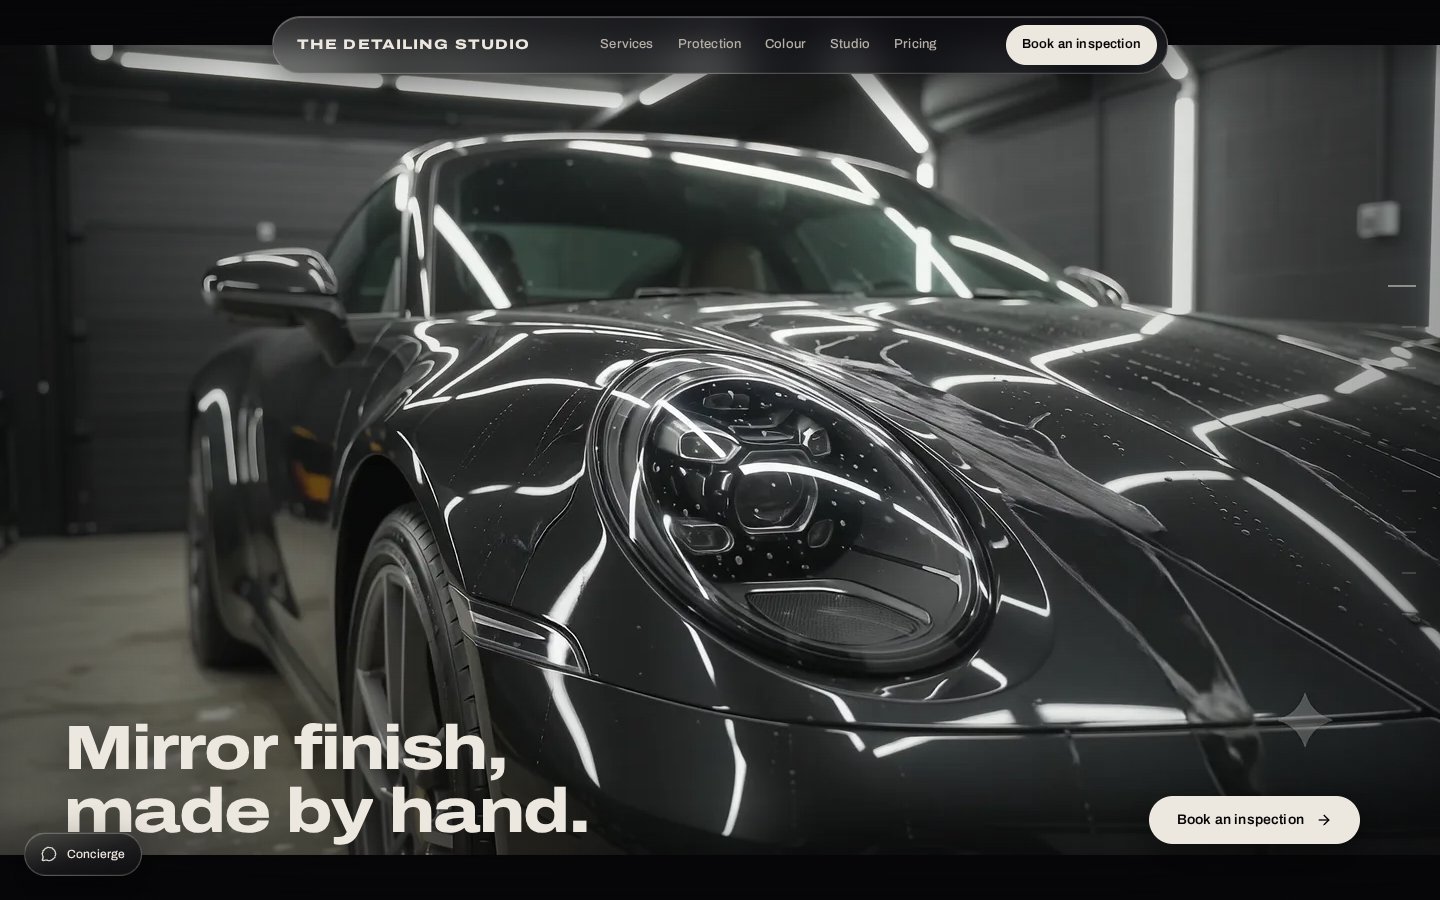 THE DETAILING STUDIO
Services
Protection
Colour
Studio
Pricing
Book an inspection
Mirror finish,
made by hand.
Book an inspection
Concierge